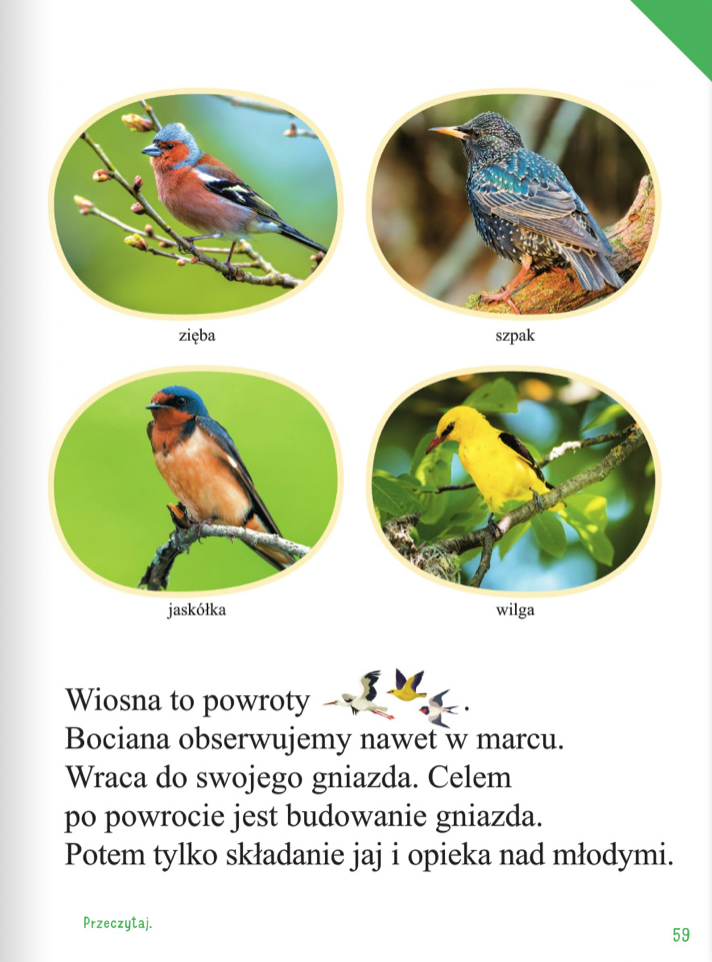 zięba
szpak
jaskółka
wilga
Wiosna to powroty .
Bociana obserwujemy nawet w marcu.
Wraca do swojego gniazda. Celem
po powrocie jest budowanie gniazda.
Potem tylko składanie jaj i opieka nad młodymi.
Przeczytaj.
59